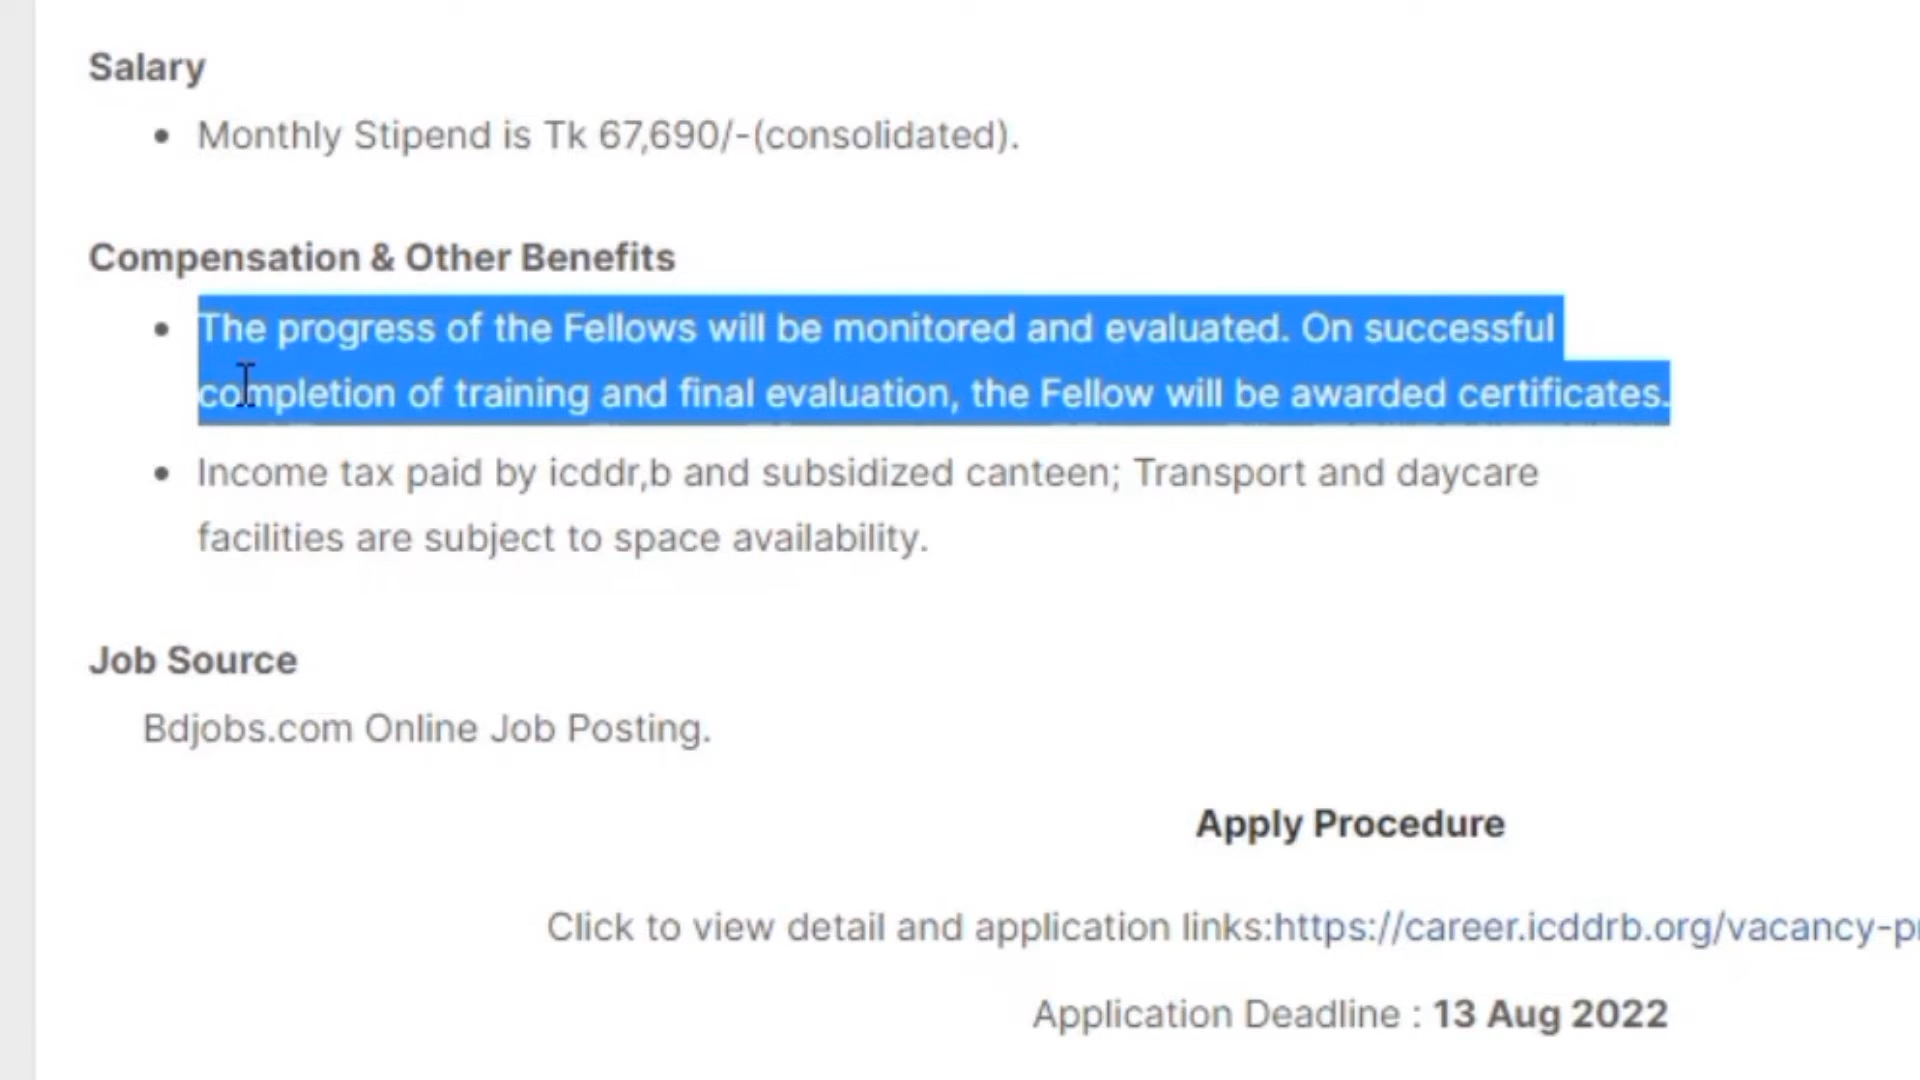 Salary
Monthly Stipend is Tk 67,690/-(consolidated).
Compensation & Other Benefits
The progress of the Fellows will be monitored and evaluated. On successful
completion of training and final evaluation, the Fellow will be awarded certificates.
Income tax paid by icddr,b and subsidized canteen; Transport and daycare
facilities are subject to space availability.
Job Source
Bdjobs.com Online Job Posting.
Apply Procedure
Click to view detail and application links:https://career.icddrb.org/vacancy-p
Application Deadline : 13 Aug 2022